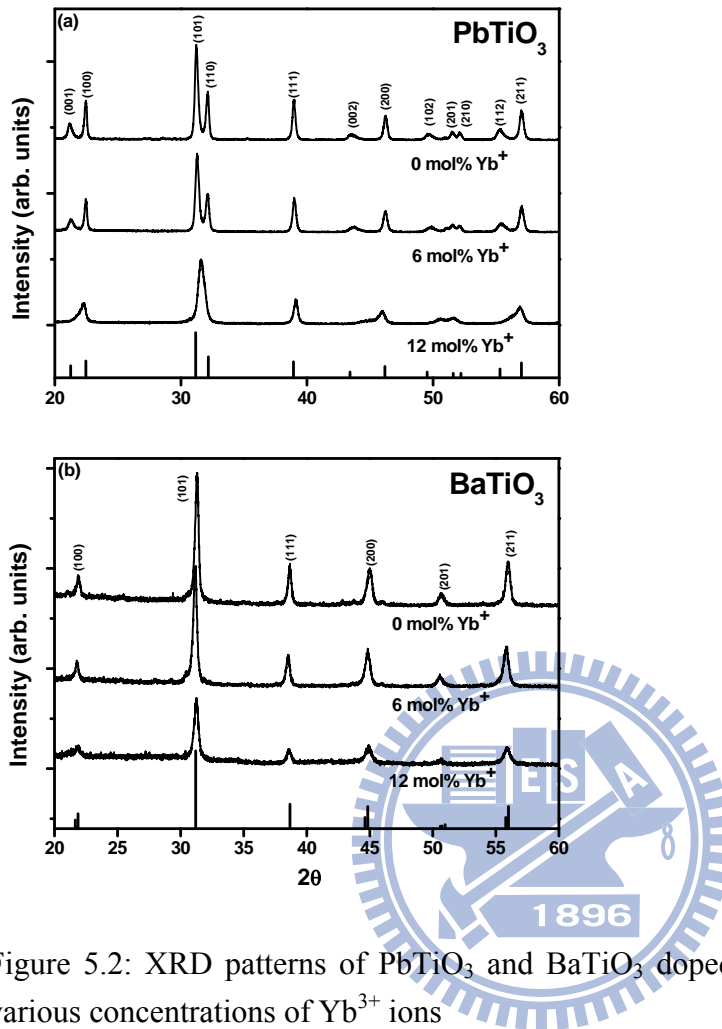 (a)
PbTiO3
(001)
(100)
(101)
(110)
(111)
(002)
(200)
(102)
(201)
(210)
(112)
(211)
0 mol% Yb+
6 mol% Yb+
12 mol% Yb+
Intensity (arb. units)
20 30 40 50 60
(b)
BaTiO3
(100)
(101)
(111)
(200)
(201)
(211)
0 mol% Yb+
6 mol% Yb+
12 mol% Yb+
Intensity (arb. units)
20 25 30 35 40 45 50 55 60
2θ
E S A
8
1896
Figure 5.2: XRD patterns of PbTiO3 and BaTiO3 doped
various concentrations of Yb3+ ions